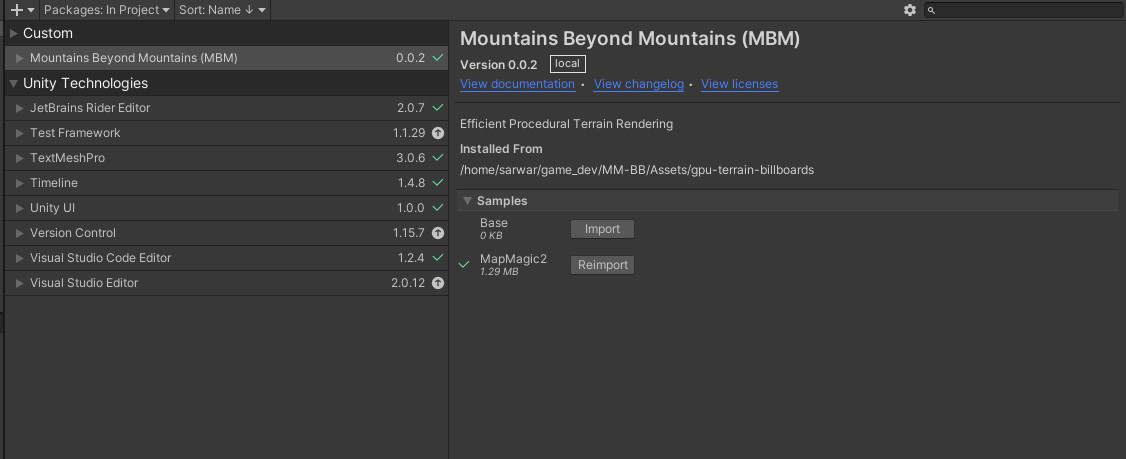 Packages: In Project Sort: Name
Custom
Mountains Beyond Mountains (MBM) 0.0.2
Unity Technologies
JetBrains Rider Editor 2.0.7
Test Framework 1.1.29
TextMeshPro 3.0.6
Timeline 1.4.8
Unity UI 1.0.0
Version Control 1.15.7
Visual Studio Code Editor 1.2.4
Visual Studio Editor 2.0.12
Mountains Beyond Mountains (MBM)
Version 0.0.2 local
View documentation • View changelog • View licenses
Efficient Procedural Terrain Rendering
Installed From
/home/sarwar/game_dev/MM-BB/Assets/gpu-terrain-billboards
Samples
Base Import
0 KB
MapMagic2 Reimport
1.29 MB